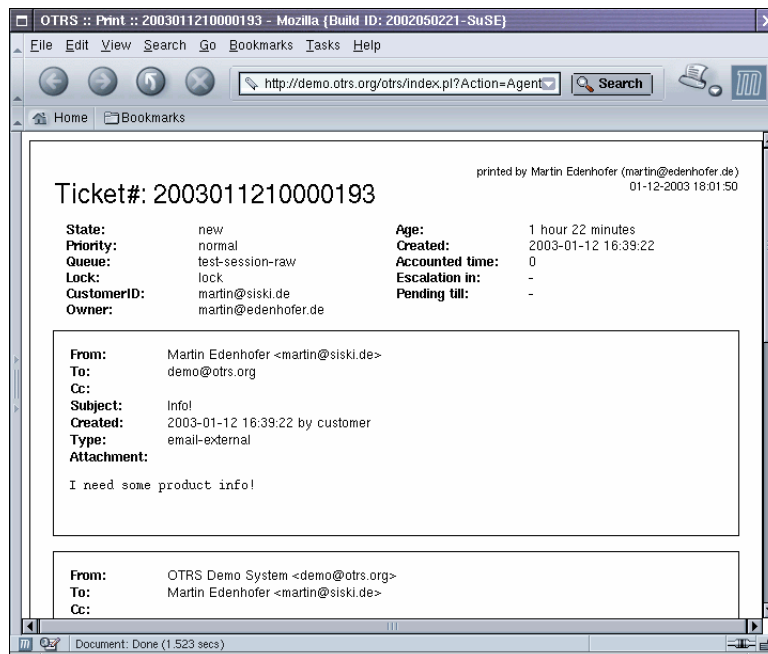 OTRS :: Print :: 2003011210000193 - Mozilla {Build ID: 2002050221-SuSE}
File Edit View Search Go Bookmarks Tasks Help
http://demo.otrs.org/otrs/index.pl?Action=Agent Search
Home Bookmarks
printed by Martin Edenhofer (martin@edenhofer.de)
Ticket#: 2003011210000193 01-12-2003 18:01:50
State: new Age: 1 hour 22 minutes
Priority: normal Created: 2003-01-12 16:39:22
Queue: test-session-raw Accounted time: 0
Lock: lock Escalation in: -
CustomerID: martin@siski.de Pending till: -
Owner: martin@edenhofer.de
From: Martin Edenhofer <martin@siski.de>
To: demo@otrs.org
Cc:
Subject: Info!
Created: 2003-01-12 16:39:22 by customer
Type: email-external
Attachment:
I need some product info!
From: OTRS Demo System <demo@otrs.org>
To: Martin Edenhofer <martin@siski.de>
Cc:
Document: Done (1.523 secs)